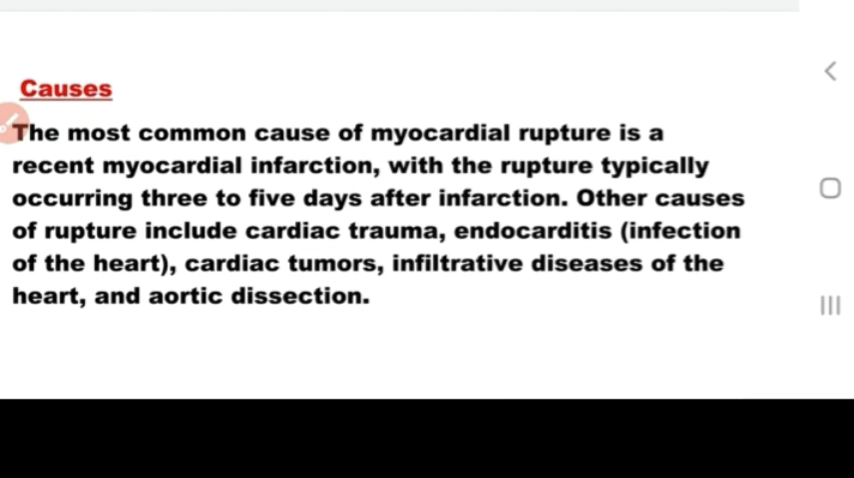 Causes
The most common cause of myocardial rupture is a
recent myocardial infarction, with the rupture typically
occurring three to five days after infarction. Other causes
of rupture include cardiac trauma, endocarditis (infection
of the heart), cardiac tumors, infiltrative diseases of the
heart, and aortic dissection.